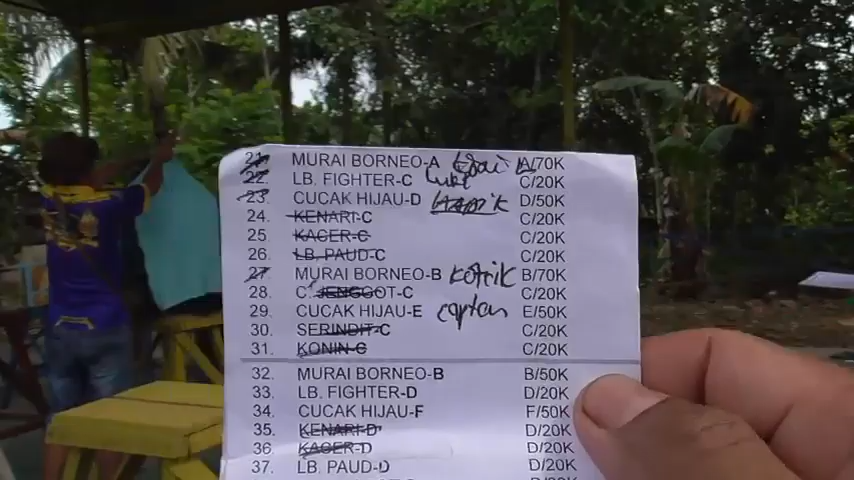 21. MURAI BORNEO-A A/70K
22. LB. FIGHTER-C Luki C/20K
23. CUCAK HIJAU-D D/50K
24. KENARI-C C/20K
25. KACER-C C/20K
26. LB. PAUD-C C/20K
27. MURAI BORNEO-B kotrik B/70K
28. C. JENGGOT-C C/20K
29. CUCAK HIJAU-E capten E/50K
30. SERINDIT-C C/20K
31. KONIN-C C/20K
32. MURAI BORNEO-B B/50K
33. LB. FIGHTER-D D/20K
34. CUCAK HIJAU-F F/50K
35. KENARI-D D/20K
36. KACER-D D/20K
37. LB. PAUD-D D/20K